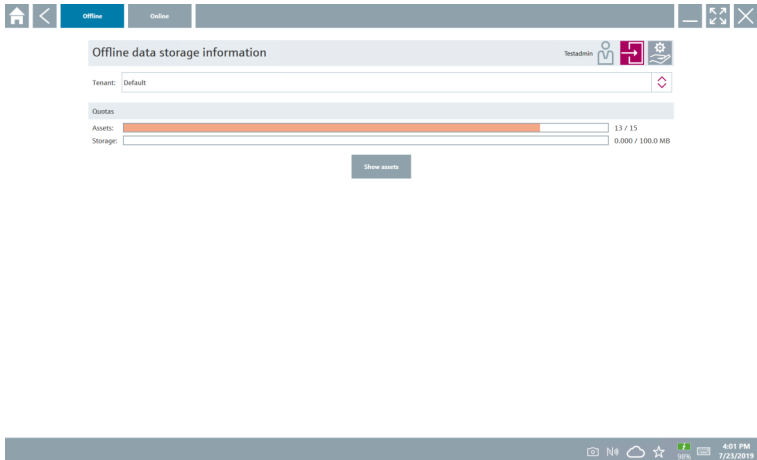 Offline Online
Offline data storage information Testadmin
Tenant: Default
Quotas
Assets: 13 / 15
Storage: 0.000 / 100.0 MB
Show assets
98% 4:01 PM
7/23/2019